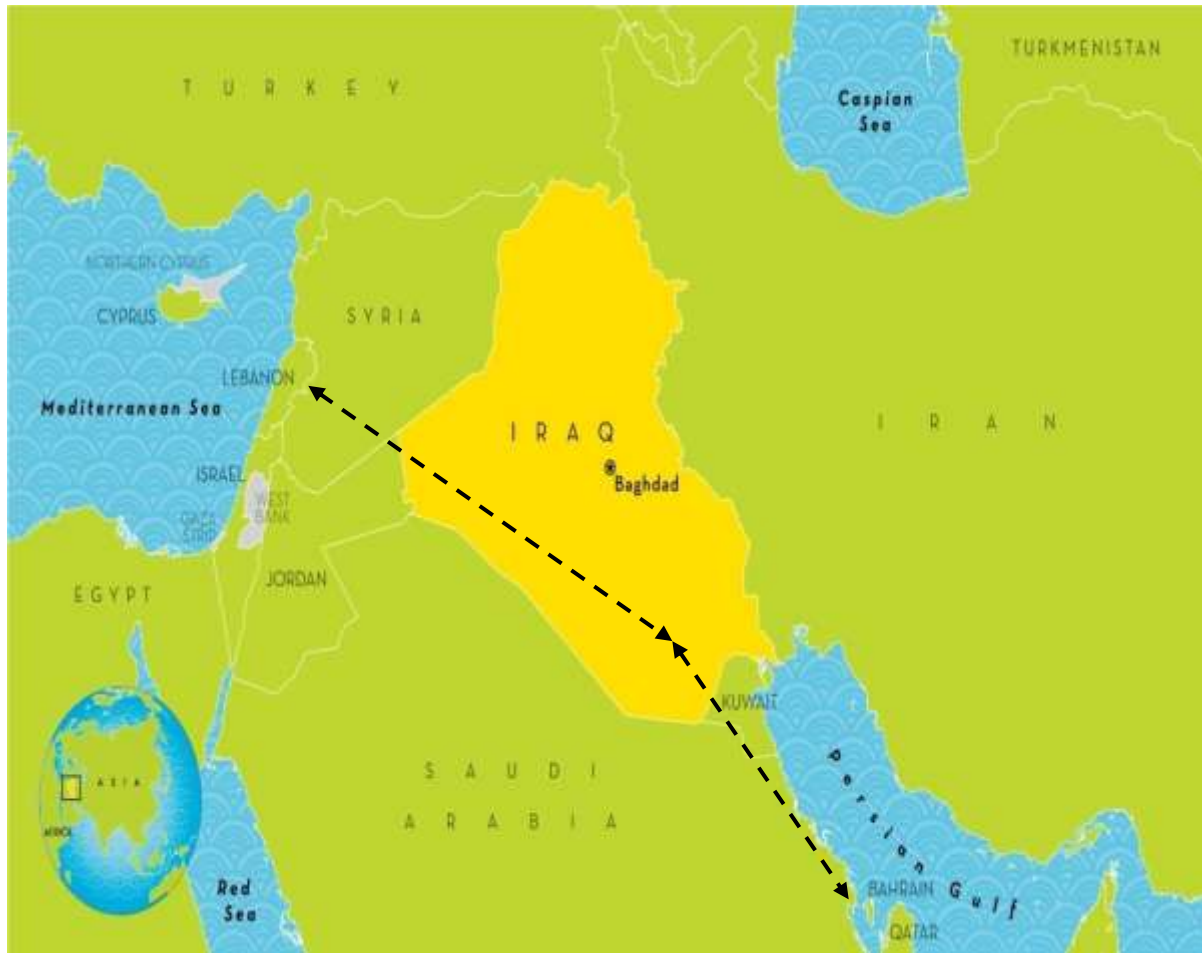 TURKMENISTAN
TURKEY
Caspian
Sea
NORTHERN CYPRUS
CYPRUS
SYRIA
LEBANON
Mediterranean Sea
IRAQ
IRAN
Baghdad
ISRAEL
WEST
BANK
GAZA
STRIP
JORDAN
EGYPT
KUWAIT
SAUDI
ARABIA
ASIA
AFRICA
Persian Gulf
Red
Sea
BAHRAIN
QATAR